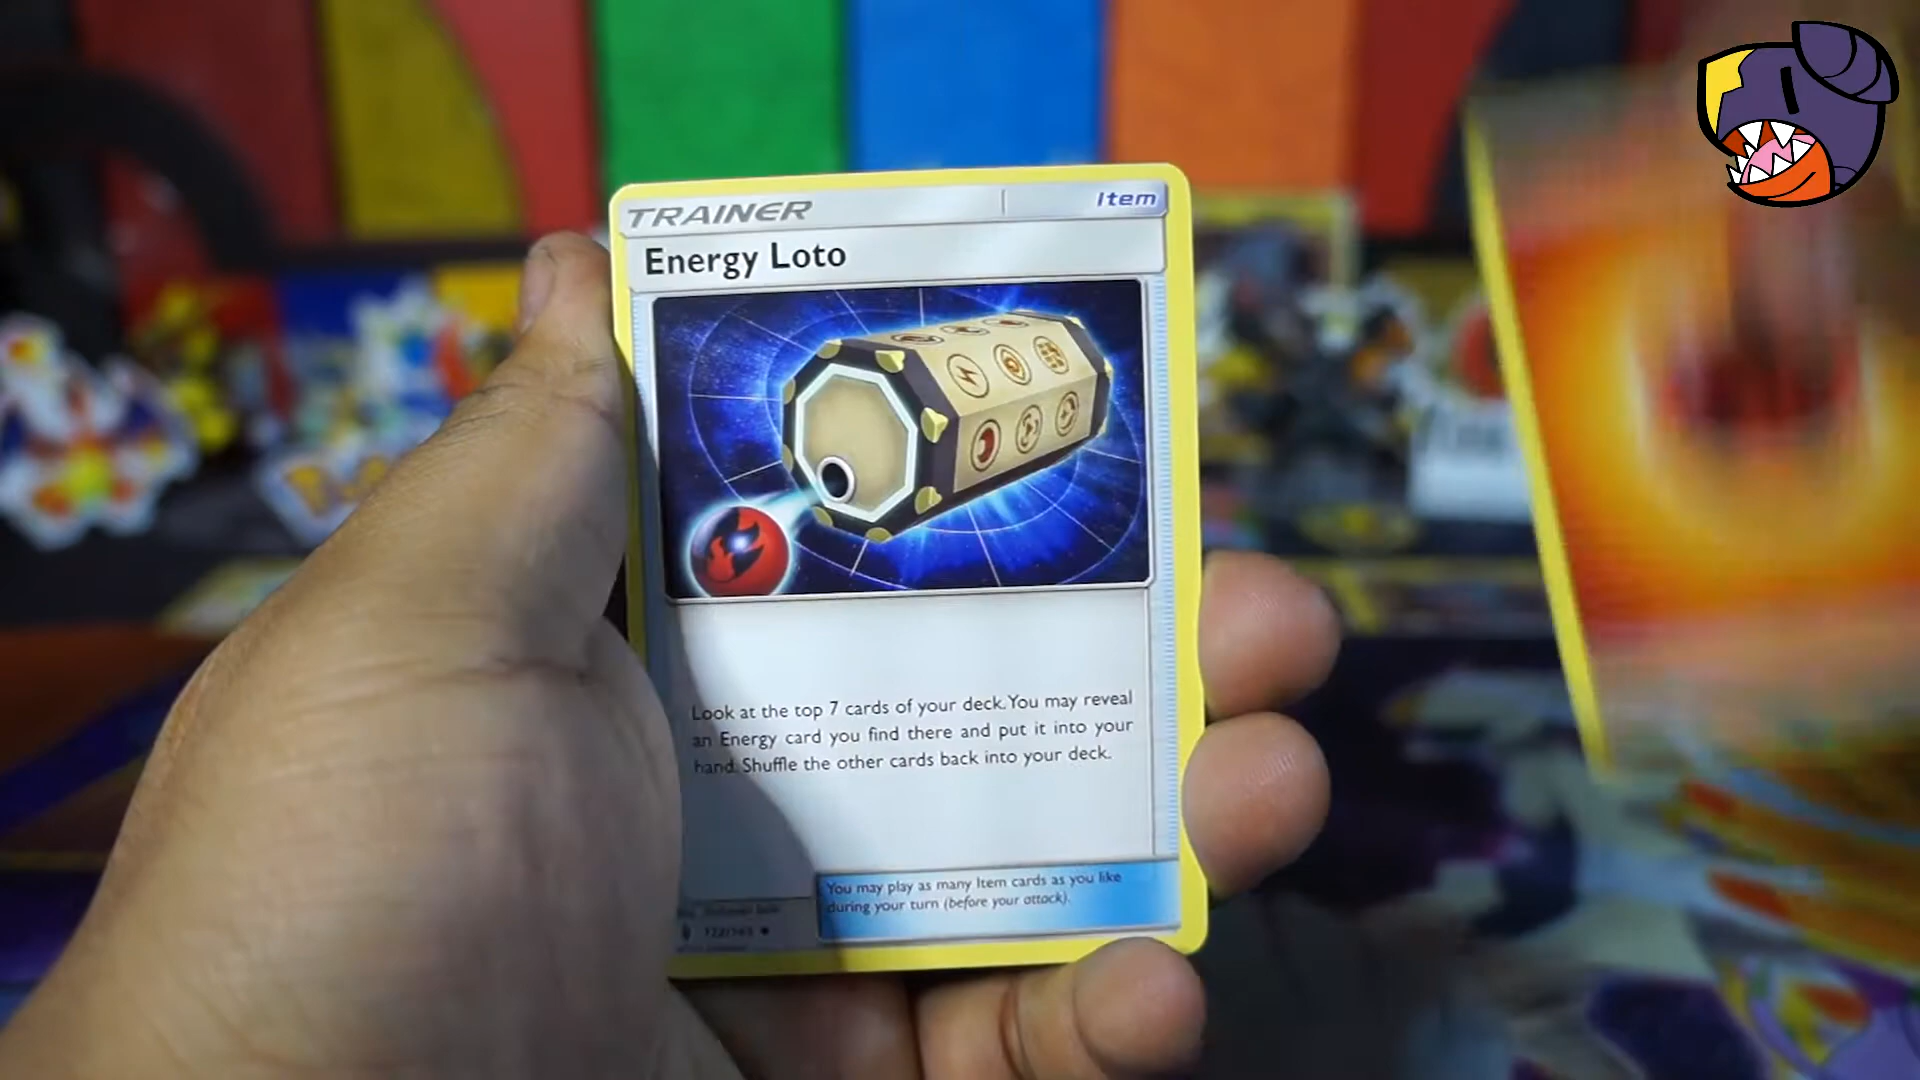 TRAINER
Item
Energy Loto
Look at the top 7 cards of your deck. You may reveal
an Energy card you find there and put it into your
hand. Shuffle the other cards back into your deck.
You may play as many Item cards as you like
during your turn (before your attack).